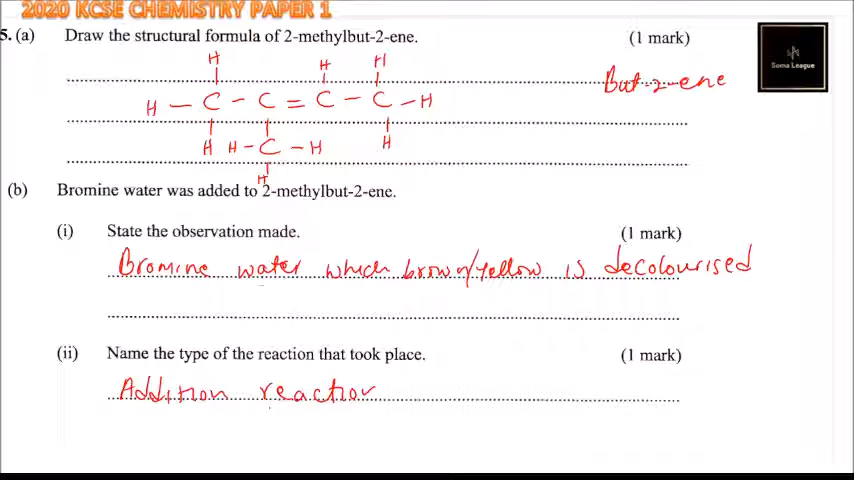 2020 KCSE CHEMISTRY PAPER 1
5. (a) Draw the structural formula of 2-methylbut-2-ene. (1 mark)
Soma League
But-2-ene
H H H
H - C - C = C - C - H
H H - C - H H
H
(b) Bromine water was added to 2-methylbut-2-ene.
(i) State the observation made. (1 mark)
Bromine water which brown/yellow is decolourised
(ii) Name the type of the reaction that took place. (1 mark)
Addition reaction